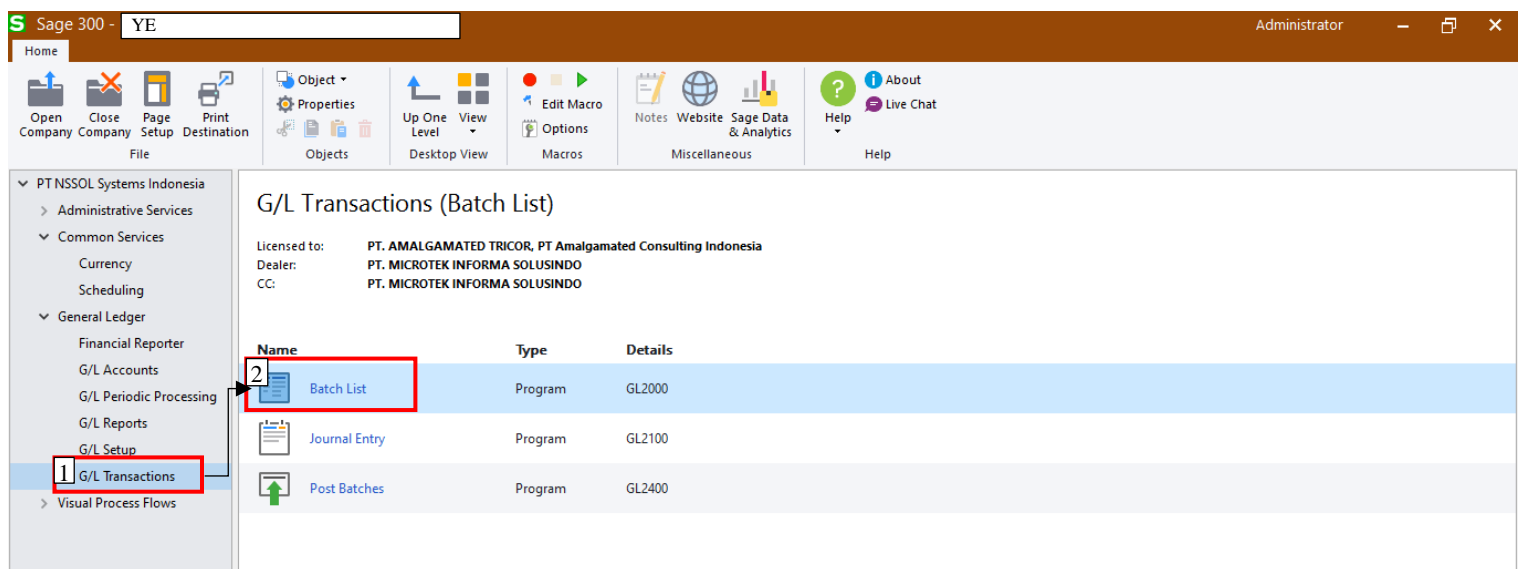 S Sage 300 - YE Administrator
Home
Open Company
Close Company
Page Setup
Print Destination
File
Object
Properties
Objects
Up One Level
View
Desktop View
Edit Macro
Options
Macros
Notes
Website
Sage Data & Analytics
Miscellaneous
? Help
i About
Live Chat
Help
PT NSSOL Systems Indonesia
Administrative Services
Common Services
Currency
Scheduling
General Ledger
Financial Reporter
G/L Accounts
G/L Periodic Processing
G/L Reports
G/L Setup
1 G/L Transactions
Visual Process Flows
G/L Transactions (Batch List)
Licensed to: PT. AMALGAMATED TRICOR, PT Amalgamated Consulting Indonesia
Dealer: PT. MICROTEK INFORMA SOLUSINDO
CC: PT. MICROTEK INFORMA SOLUSINDO
Name Type Details
2 Batch List Program GL2000
Journal Entry Program GL2100
Post Batches Program GL2400